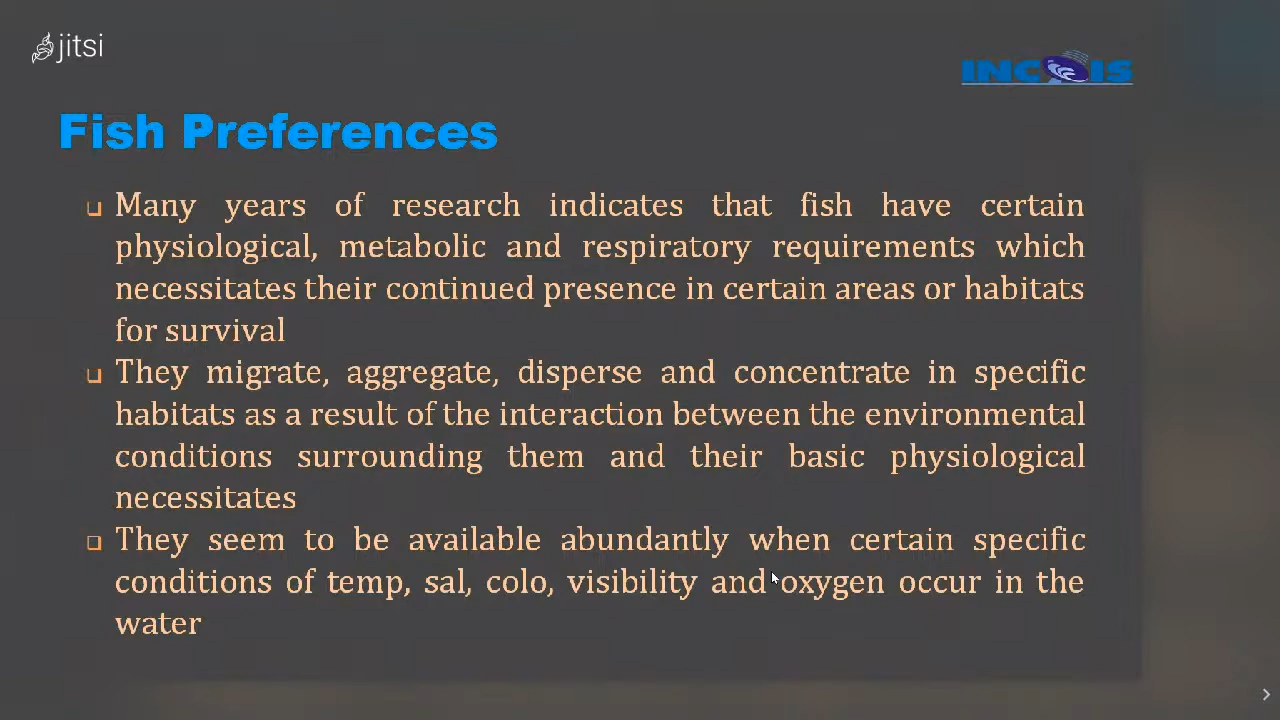 jitsi
INCOIS
Fish Preferences
Many years of research indicates that fish have certain
physiological, metabolic and respiratory requirements which
necessitates their continued presence in certain areas or habitats
for survival
They migrate, aggregate, disperse and concentrate in specific
habitats as a result of the interaction between the environmental
conditions surrounding them and their basic physiological
necessitates
They seem to be available abundantly when certain specific
conditions of temp, sal, colo, visibility and oxygen occur in the
water